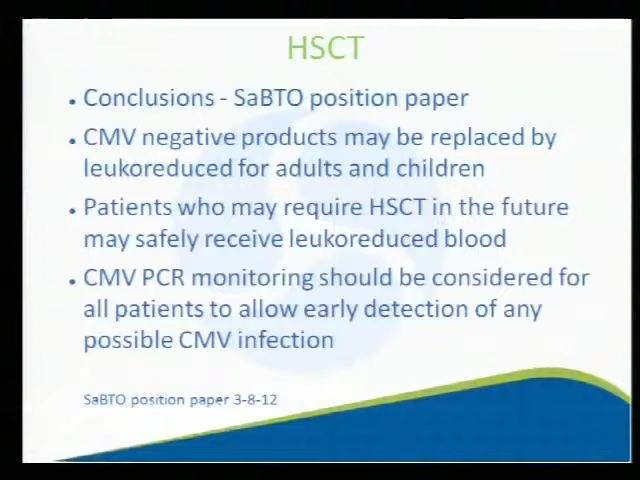 HSCT
• Conclusions - SaBTO position paper
• CMV negative products may be replaced by
leukoreduced for adults and children
• Patients who may require HSCT in the future
may safely receive leukoreduced blood
• CMV PCR monitoring should be considered for
all patients to allow early detection of any
possible CMV infection
SaBTO position paper 3-8-12